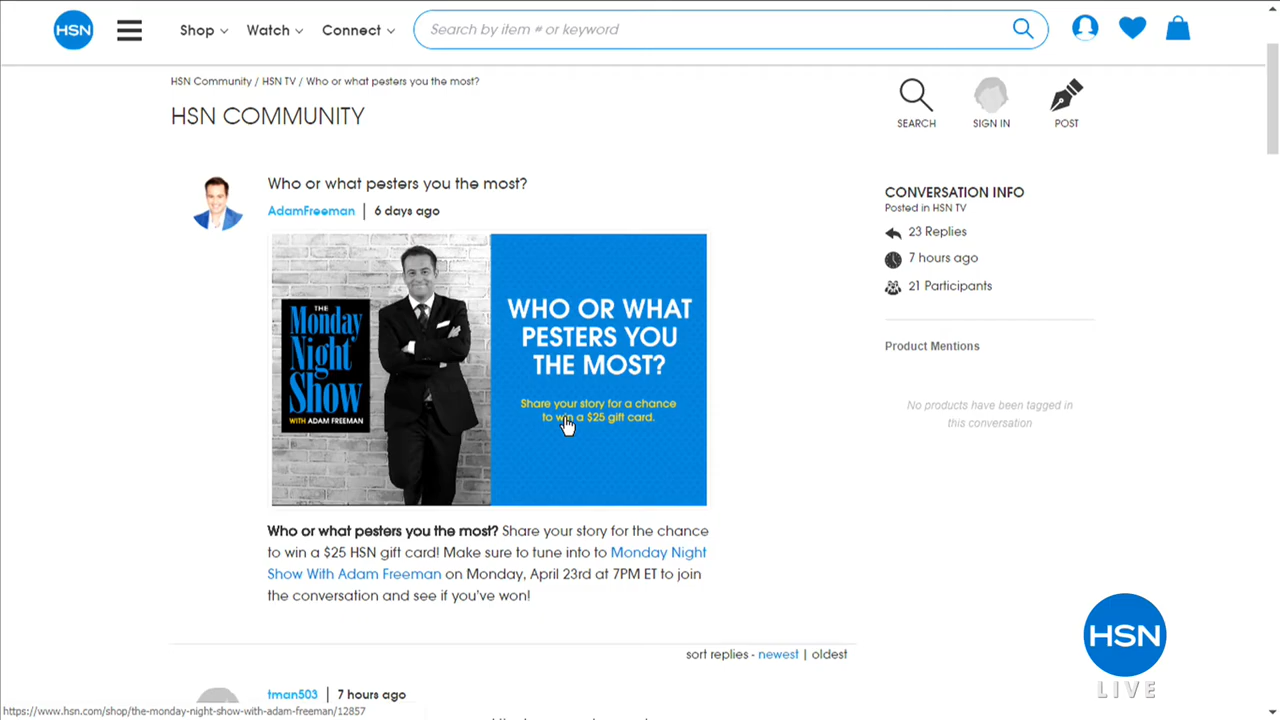 HSN
Shop
Watch
Connect
Search by item # or keyword
HSN Community / HSN TV / Who or what pesters you the most?
HSN COMMUNITY
SEARCH
SIGN IN
POST
Who or what pesters you the most?
AdamFreeman | 6 days ago
THE
Monday
Night
Show
WITH ADAM FREEMAN
WHO OR WHAT
PESTERS YOU
THE MOST?
Share your story for a chance
to win a $25 gift card.
Who or what pesters you the most? Share your story for the chance
to win a $25 HSN gift card! Make sure to tune into to Monday Night
Show With Adam Freeman on Monday, April 23rd at 7PM ET to join
the conversation and see if you've won!
CONVERSATION INFO
Posted in HSN TV
23 Replies
7 hours ago
21 Participants
Product Mentions
No products have been tagged in
this conversation
sort replies - newest | oldest
tman503 | 7 hours ago
HSN
LIVE
https://www.hsn.com/shop/the-monday-night-show-with-adam-freeman/12857